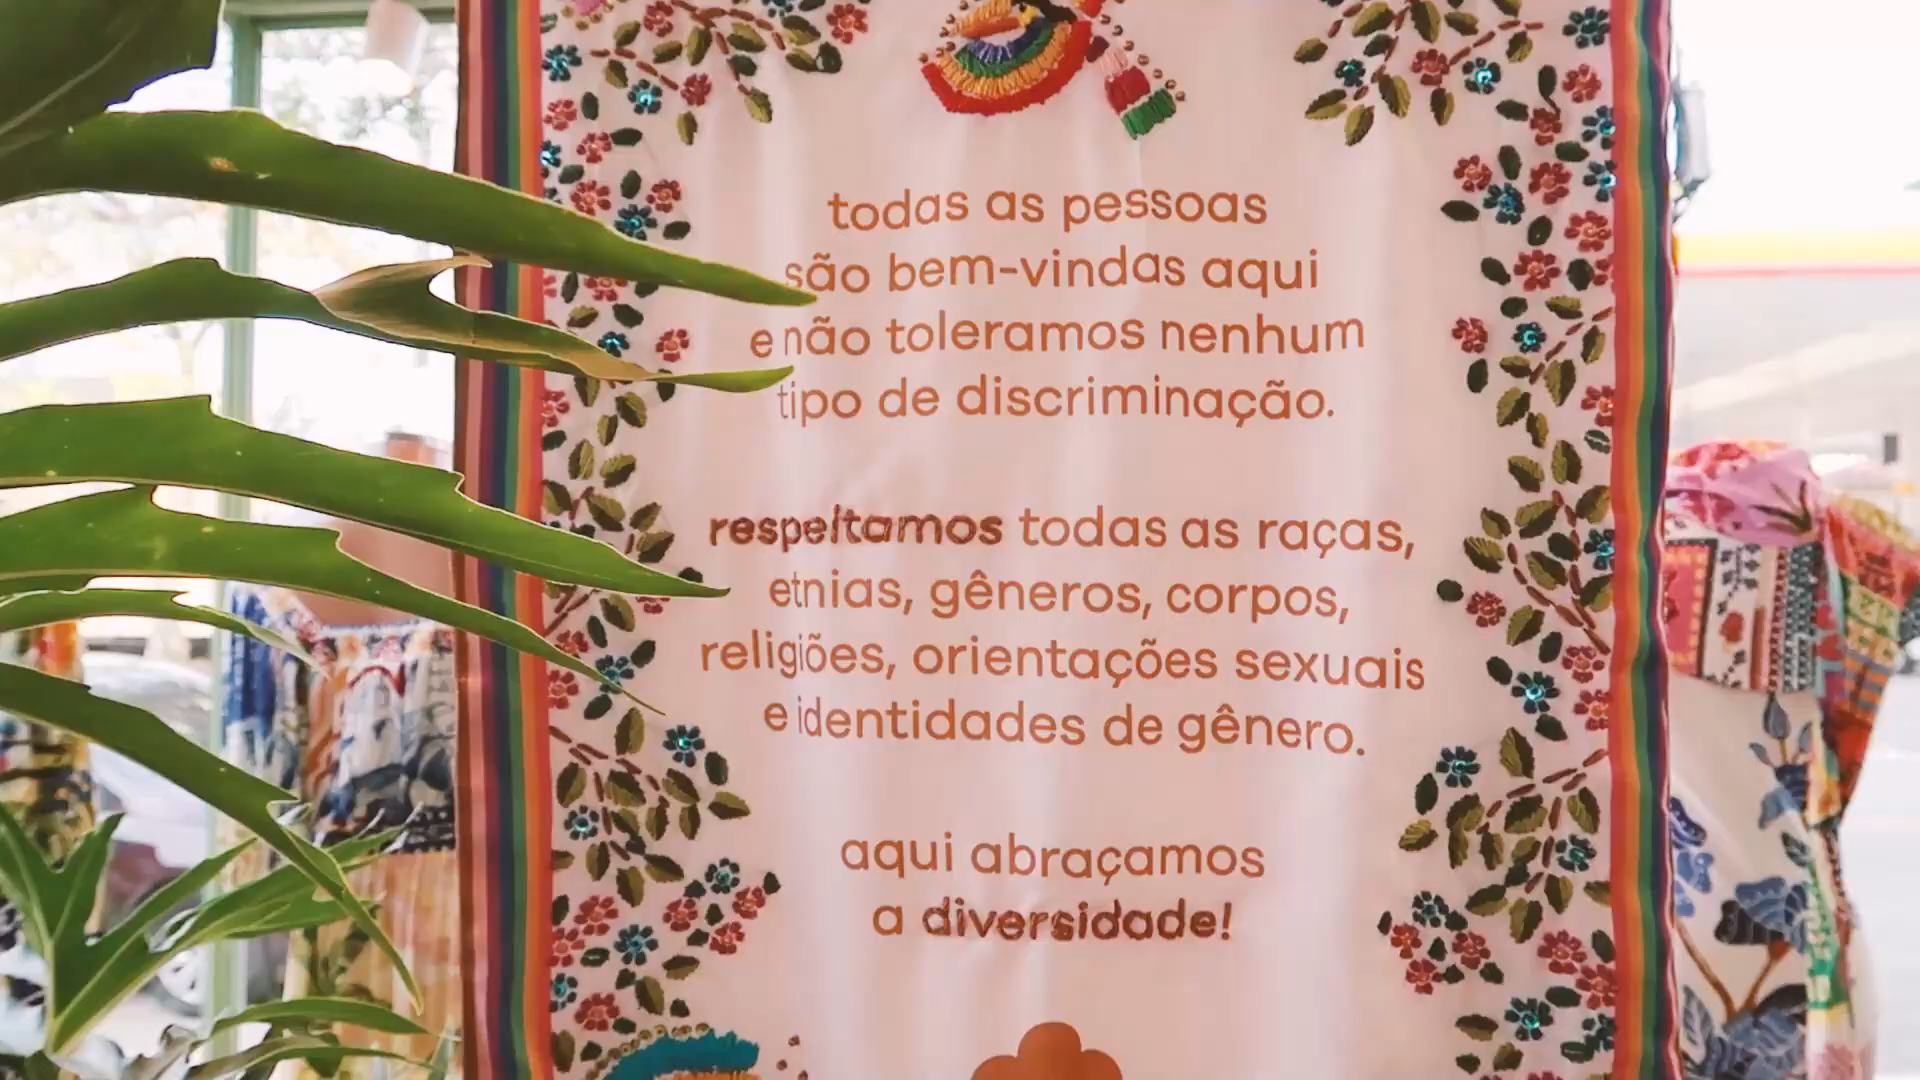 todas as pessoas
são bem-vindas aqui
e não toleramos nenhum
tipo de discriminação.
respeitamos todas as raças,
etnias, gêneros, corpos,
religiões, orientações sexuais
e identidades de gênero.
aqui abraçamos
a diversidade!